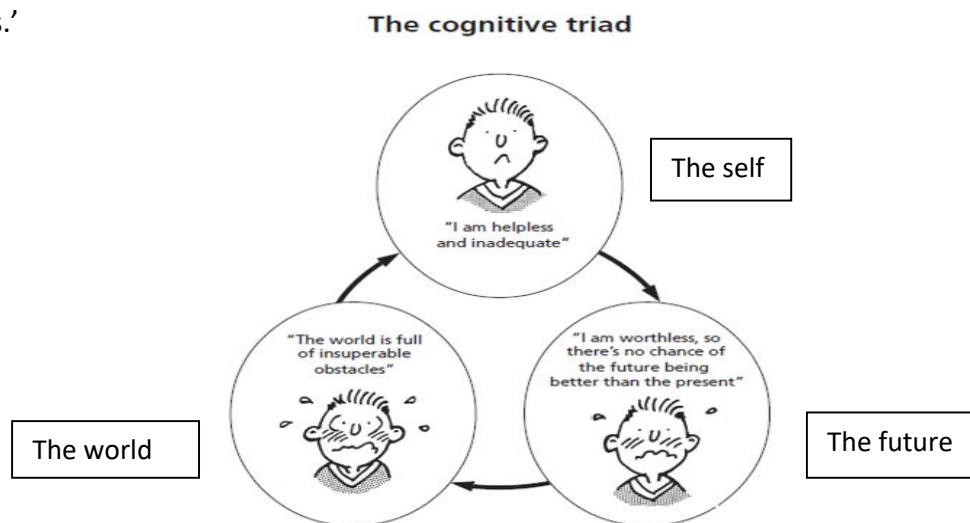 s.’
The cognitive triad
The self
"I am helpless
and inadequate"
"The world is full
of insuperable
obstacles"
"I am worthless, so
there's no chance of
the future being
better than the present"
The world
The future